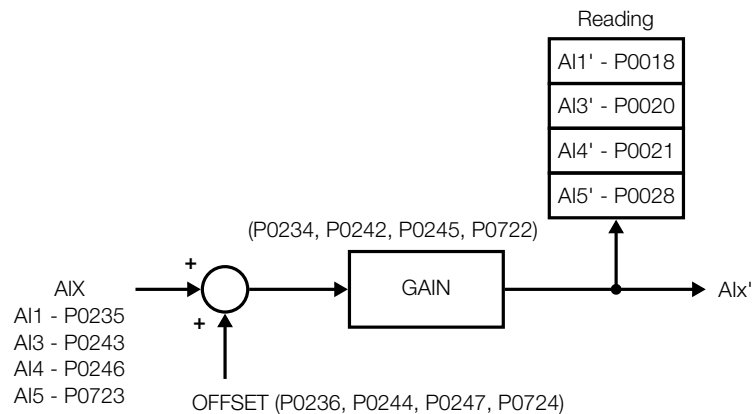 Reading
AI1' - P0018
AI3' - P0020
AI4' - P0021
AI5' - P0028
(P0234, P0242, P0245, P0722)
+
AIX
GAIN
AIx'
AI1 - P0235
+
AI3 - P0243
AI4 - P0246
AI5 - P0723
OFFSET (P0236, P0244, P0247, P0724)